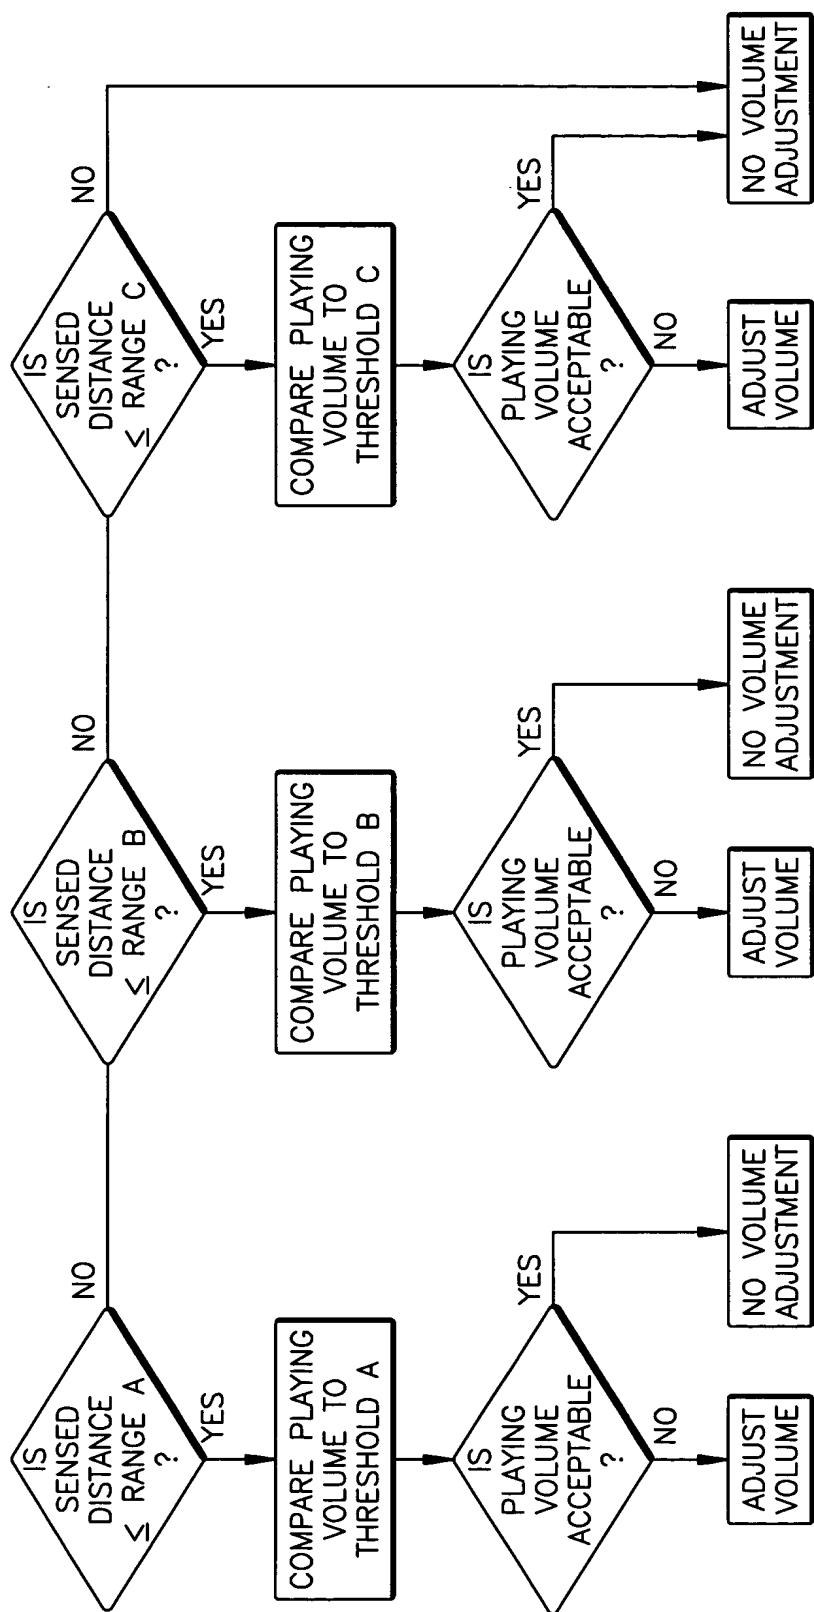 IS
SENSED
DISTANCE
≤ RANGE A
?
NO
YES
COMPARE PLAYING
VOLUME TO
THRESHOLD A
IS
PLAYING
VOLUME
ACCEPTABLE
?
YES
NO
ADJUST
VOLUME
NO VOLUME
ADJUSTMENT
IS
SENSED
DISTANCE
≤ RANGE B
?
NO
YES
COMPARE PLAYING
VOLUME TO
THRESHOLD B
IS
PLAYING
VOLUME
ACCEPTABLE
?
YES
NO
ADJUST
VOLUME
NO VOLUME
ADJUSTMENT
IS
SENSED
DISTANCE
≤ RANGE C
?
NO
YES
COMPARE PLAYING
VOLUME TO
THRESHOLD C
IS
PLAYING
VOLUME
ACCEPTABLE
?
YES
NO
ADJUST
VOLUME
NO VOLUME
ADJUSTMENT